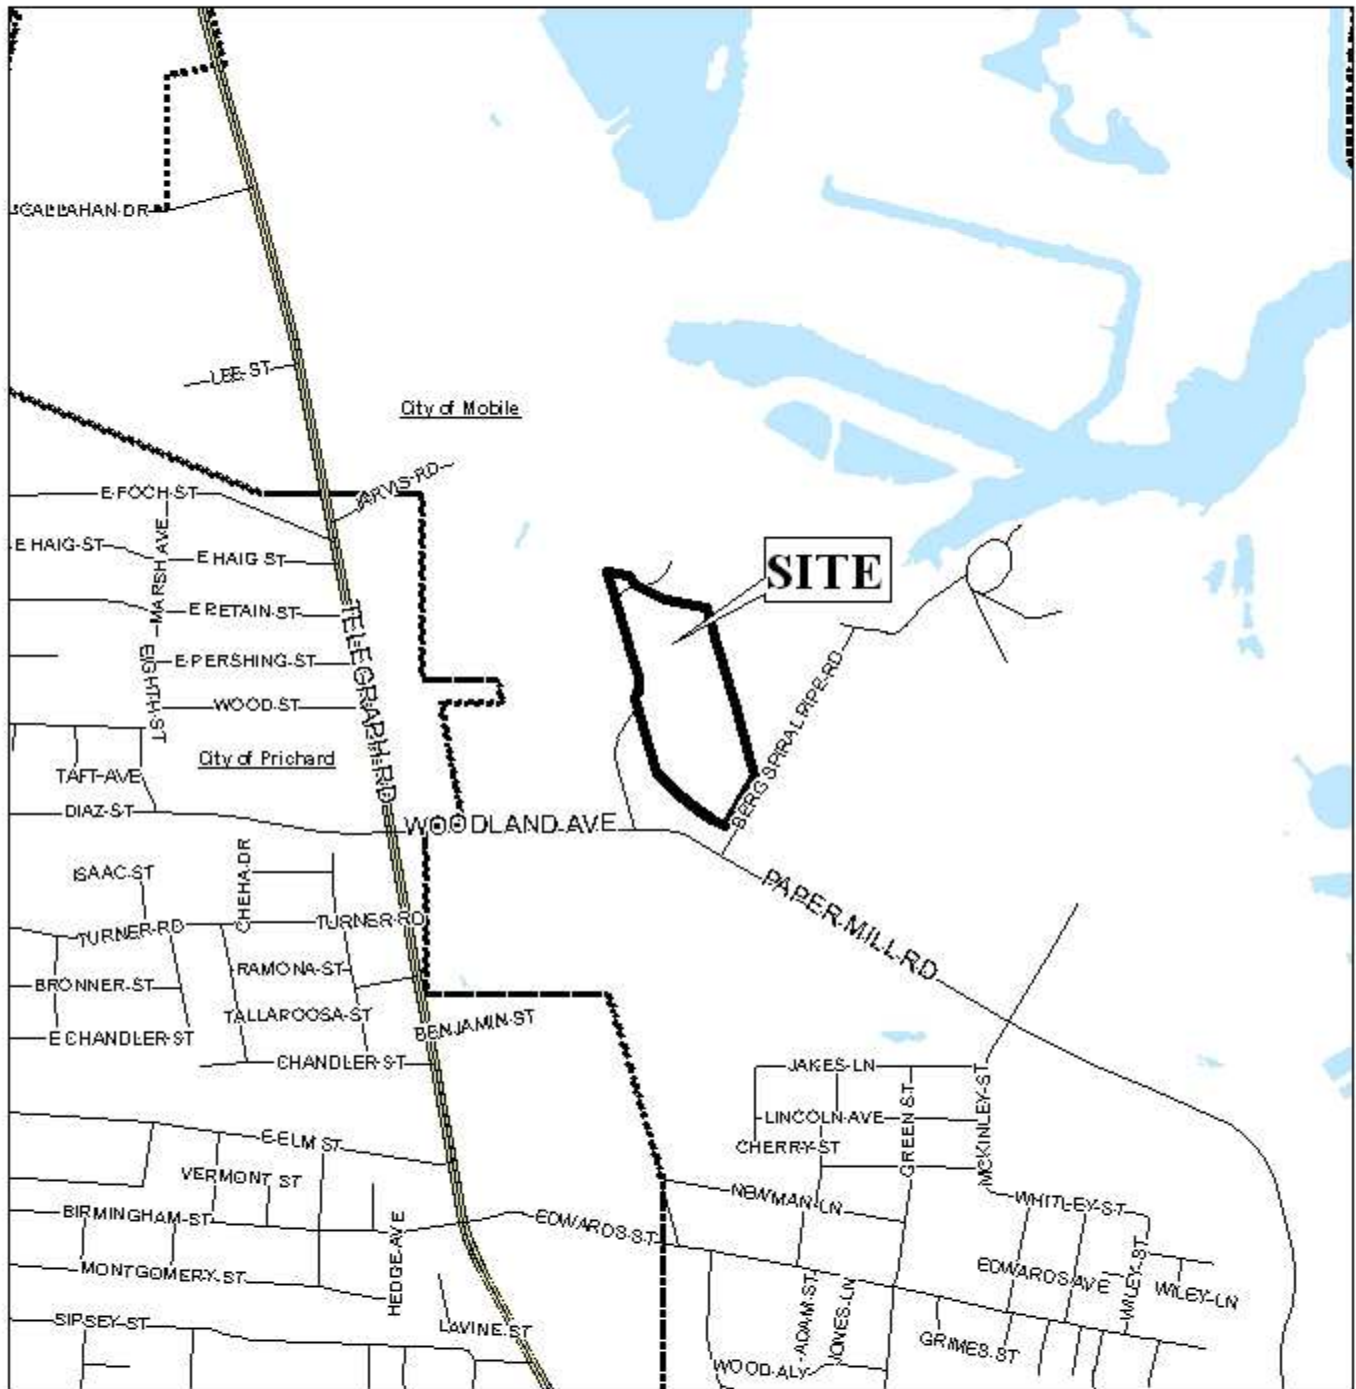 CALLAHAN DR
LEE ST
City of Mobile
JARVIS RD
E FOCH ST
E HAIG ST
MARSH AVE
E HAIG ST
SITE
E RETAIN ST
TELEGRAPH RD
EIGHTH ST
E PERSHING ST
BERG SPIRAL PIPE RD
WOOD ST
City of Prichard
TAFT AVE
DIAZ ST
WOODLAND AVE
ISAAC ST
CHEHA DR
PAPER MILL RD
TURNER RD
TURNER RD
RAMONA ST
BRONNER ST
TALLAPOOSA ST
BENJAMIN ST
E CHANDLER ST
CHANDLER ST
JAKES LN
GREEN ST
MCKINLEY ST
LINCOLN AVE
CHERRY ST
E ELM ST
VERMONT ST
NEWMAN LN
WHITLEY ST
BIRMINGHAM ST
EDWARDS ST
HEDGE AVE
MONTGOMERY ST
EDWARDS AVE
WILEY ST
WILEY LN
ADAM ST
JONES LN
SIPSEY ST
LAVINE ST
GRIMES ST
WOOD ALY